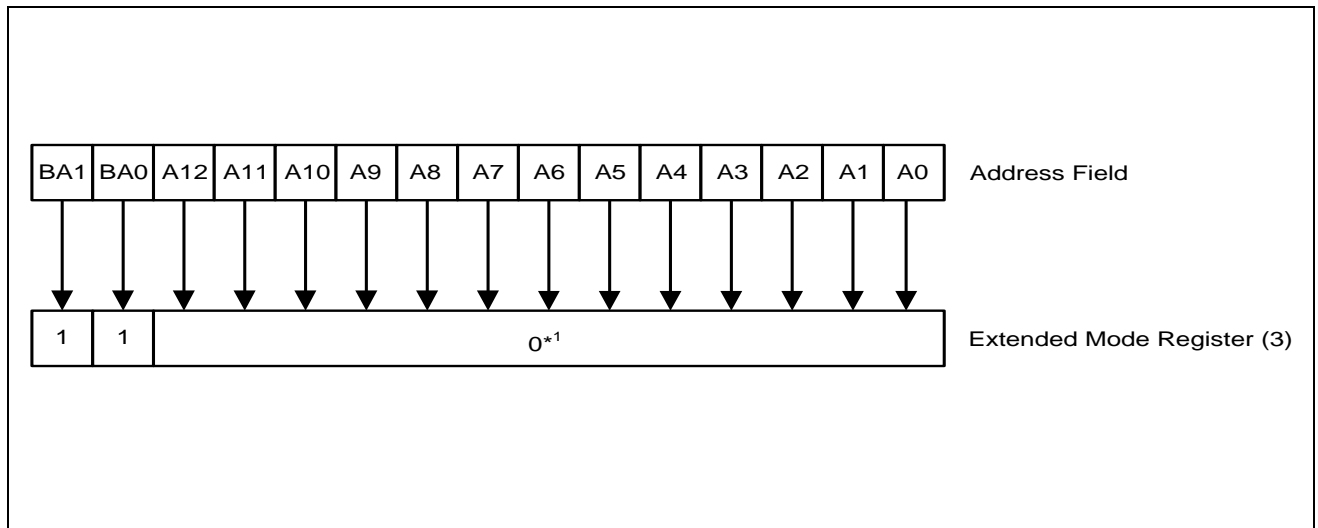 BA1 BA0 A12 A11 A10 A9 A8 A7 A6 A5 A4 A3 A2 A1 A0 Address Field
1 1 0*1 Extended Mode Register (3)